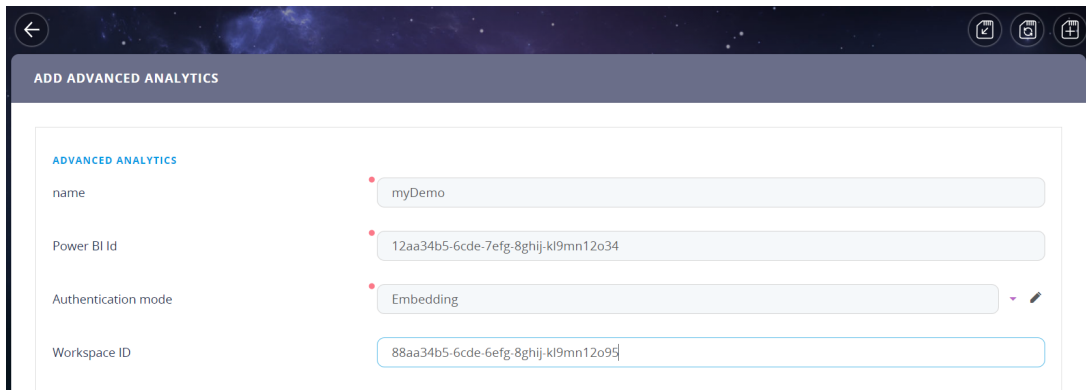 ADD ADVANCED ANALYTICS
ADVANCED ANALYTICS
name
myDemo
Power BI Id
12aa34b5-6cde-7efg-8ghij-kl9mn12o34
Authentication mode
Embedding
Workspace ID
88aa34b5-6cde-6efg-8ghij-kl9mn12o95